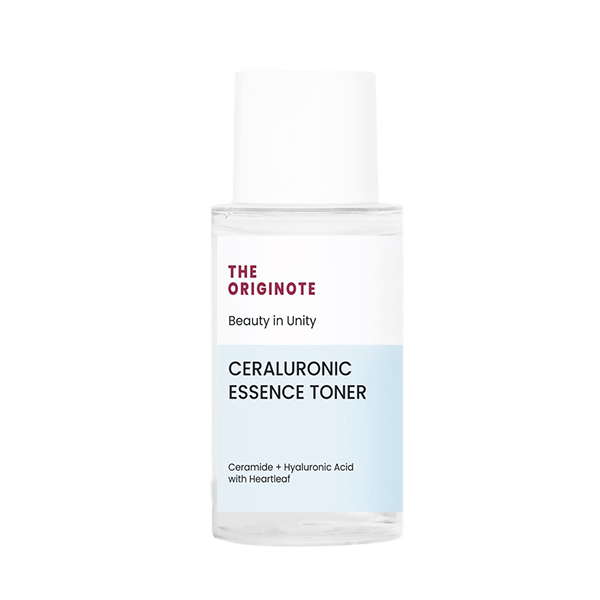 THE
ORIGINOTE
Beauty in Unity
CERALURONIC
ESSENCE TONER
Ceramide + Hyaluronic Acid
with Heartleaf